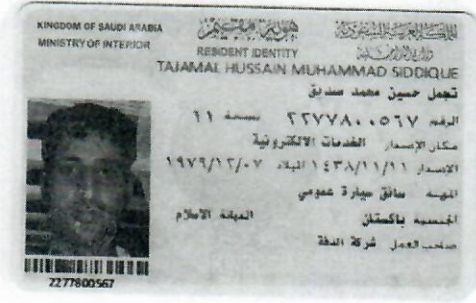 KINGDOM OF SAUDI ARABIA
MINISTRY OF INTERIOR
هوية مقيم
المملكة العربية السعودية
وزارة الداخلية
RESIDENT IDENTITY
TAJAMAL HUSSAIN MUHAMMAD SIDDIQUE
تجمل حسين محمد صديق
الرقم ٢٢٧٧٨٠٠٥٦٧ نسخة ١١
مكان الإصدار الخدمات الالكترونية
الإصدار ١٤٣٨/١١/١١ الميلاد ١٩٧٦/١٢/٠٧
المهنة سائق سيارة عمومي
الجنسية باكستان الديانة الاسلام
صاحب العمل شركة الدفة
2277800567